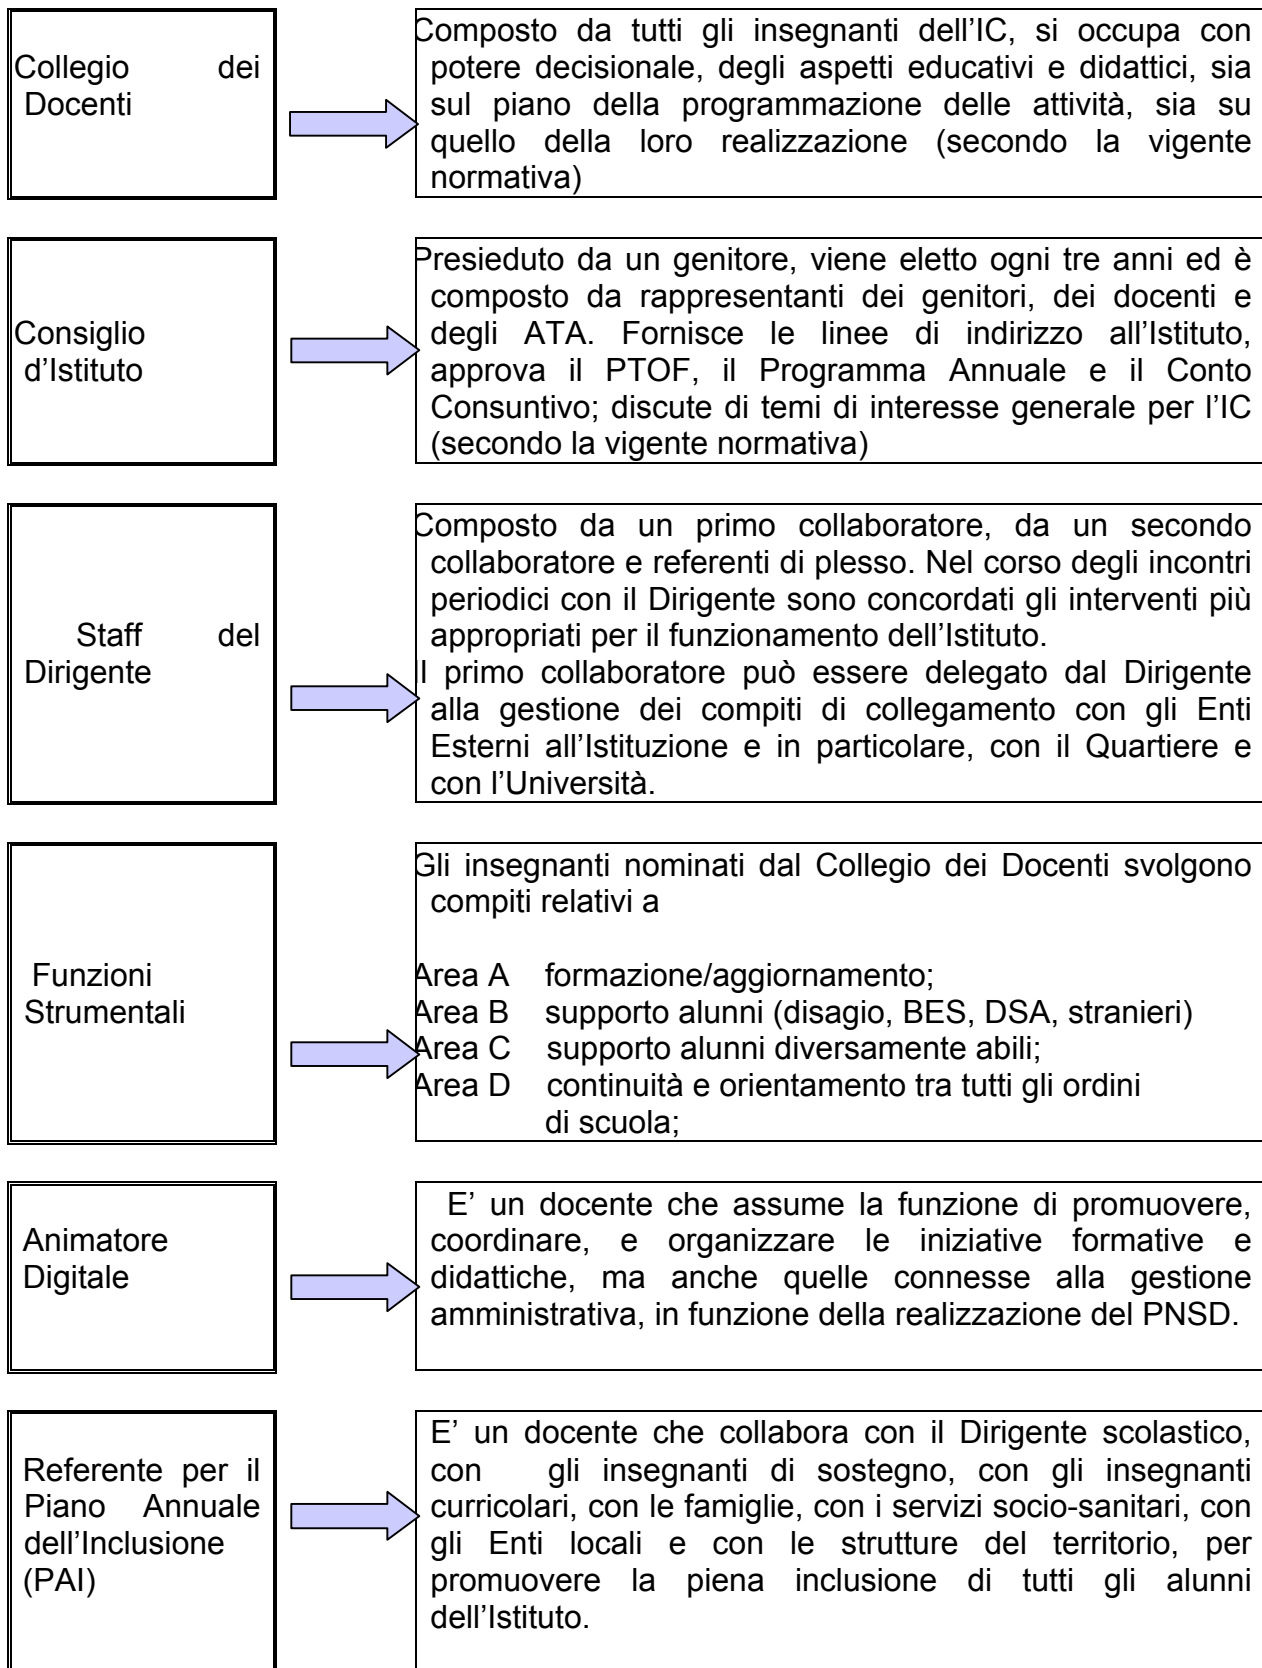 Collegio dei
Docenti
Composto da tutti gli insegnanti dell’IC, si occupa con
potere decisionale, degli aspetti educativi e didattici, sia
sul piano della programmazione delle attività, sia su
quello della loro realizzazione (secondo la vigente
normativa)
Consiglio
d’Istituto
Presieduto da un genitore, viene eletto ogni tre anni ed è
composto da rappresentanti dei genitori, dei docenti e
degli ATA. Fornisce le linee di indirizzo all’Istituto,
approva il PTOF, il Programma Annuale e il Conto
Consuntivo; discute di temi di interesse generale per l’IC
(secondo la vigente normativa)
Staff del
Dirigente
Composto da un primo collaboratore, da un secondo
collaboratore e referenti di plesso. Nel corso degli incontri
periodici con il Dirigente sono concordati gli interventi più
appropriati per il funzionamento dell’Istituto.
Il primo collaboratore può essere delegato dal Dirigente
alla gestione dei compiti di collegamento con gli Enti
Esterni all’Istituzione e in particolare, con il Quartiere e
con l’Università.
Funzioni
Strumentali
Gli insegnanti nominati dal Collegio dei Docenti svolgono
compiti relativi a
Area A formazione/aggiornamento;
Area B supporto alunni (disagio, BES, DSA, stranieri)
Area C supporto alunni diversamente abili;
Area D continuità e orientamento tra tutti gli ordini
di scuola;
Animatore
Digitale
E’ un docente che assume la funzione di promuovere,
coordinare, e organizzare le iniziative formative e
didattiche, ma anche quelle connesse alla gestione
amministrativa, in funzione della realizzazione del PNSD.
Referente per il
Piano Annuale
dell’Inclusione
(PAI)
E’ un docente che collabora con il Dirigente scolastico,
con gli insegnanti di sostegno, con gli insegnanti
curricolari, con le famiglie, con i servizi socio-sanitari, con
gli Enti locali e con le strutture del territorio, per
promuovere la piena inclusione di tutti gli alunni
dell’Istituto.